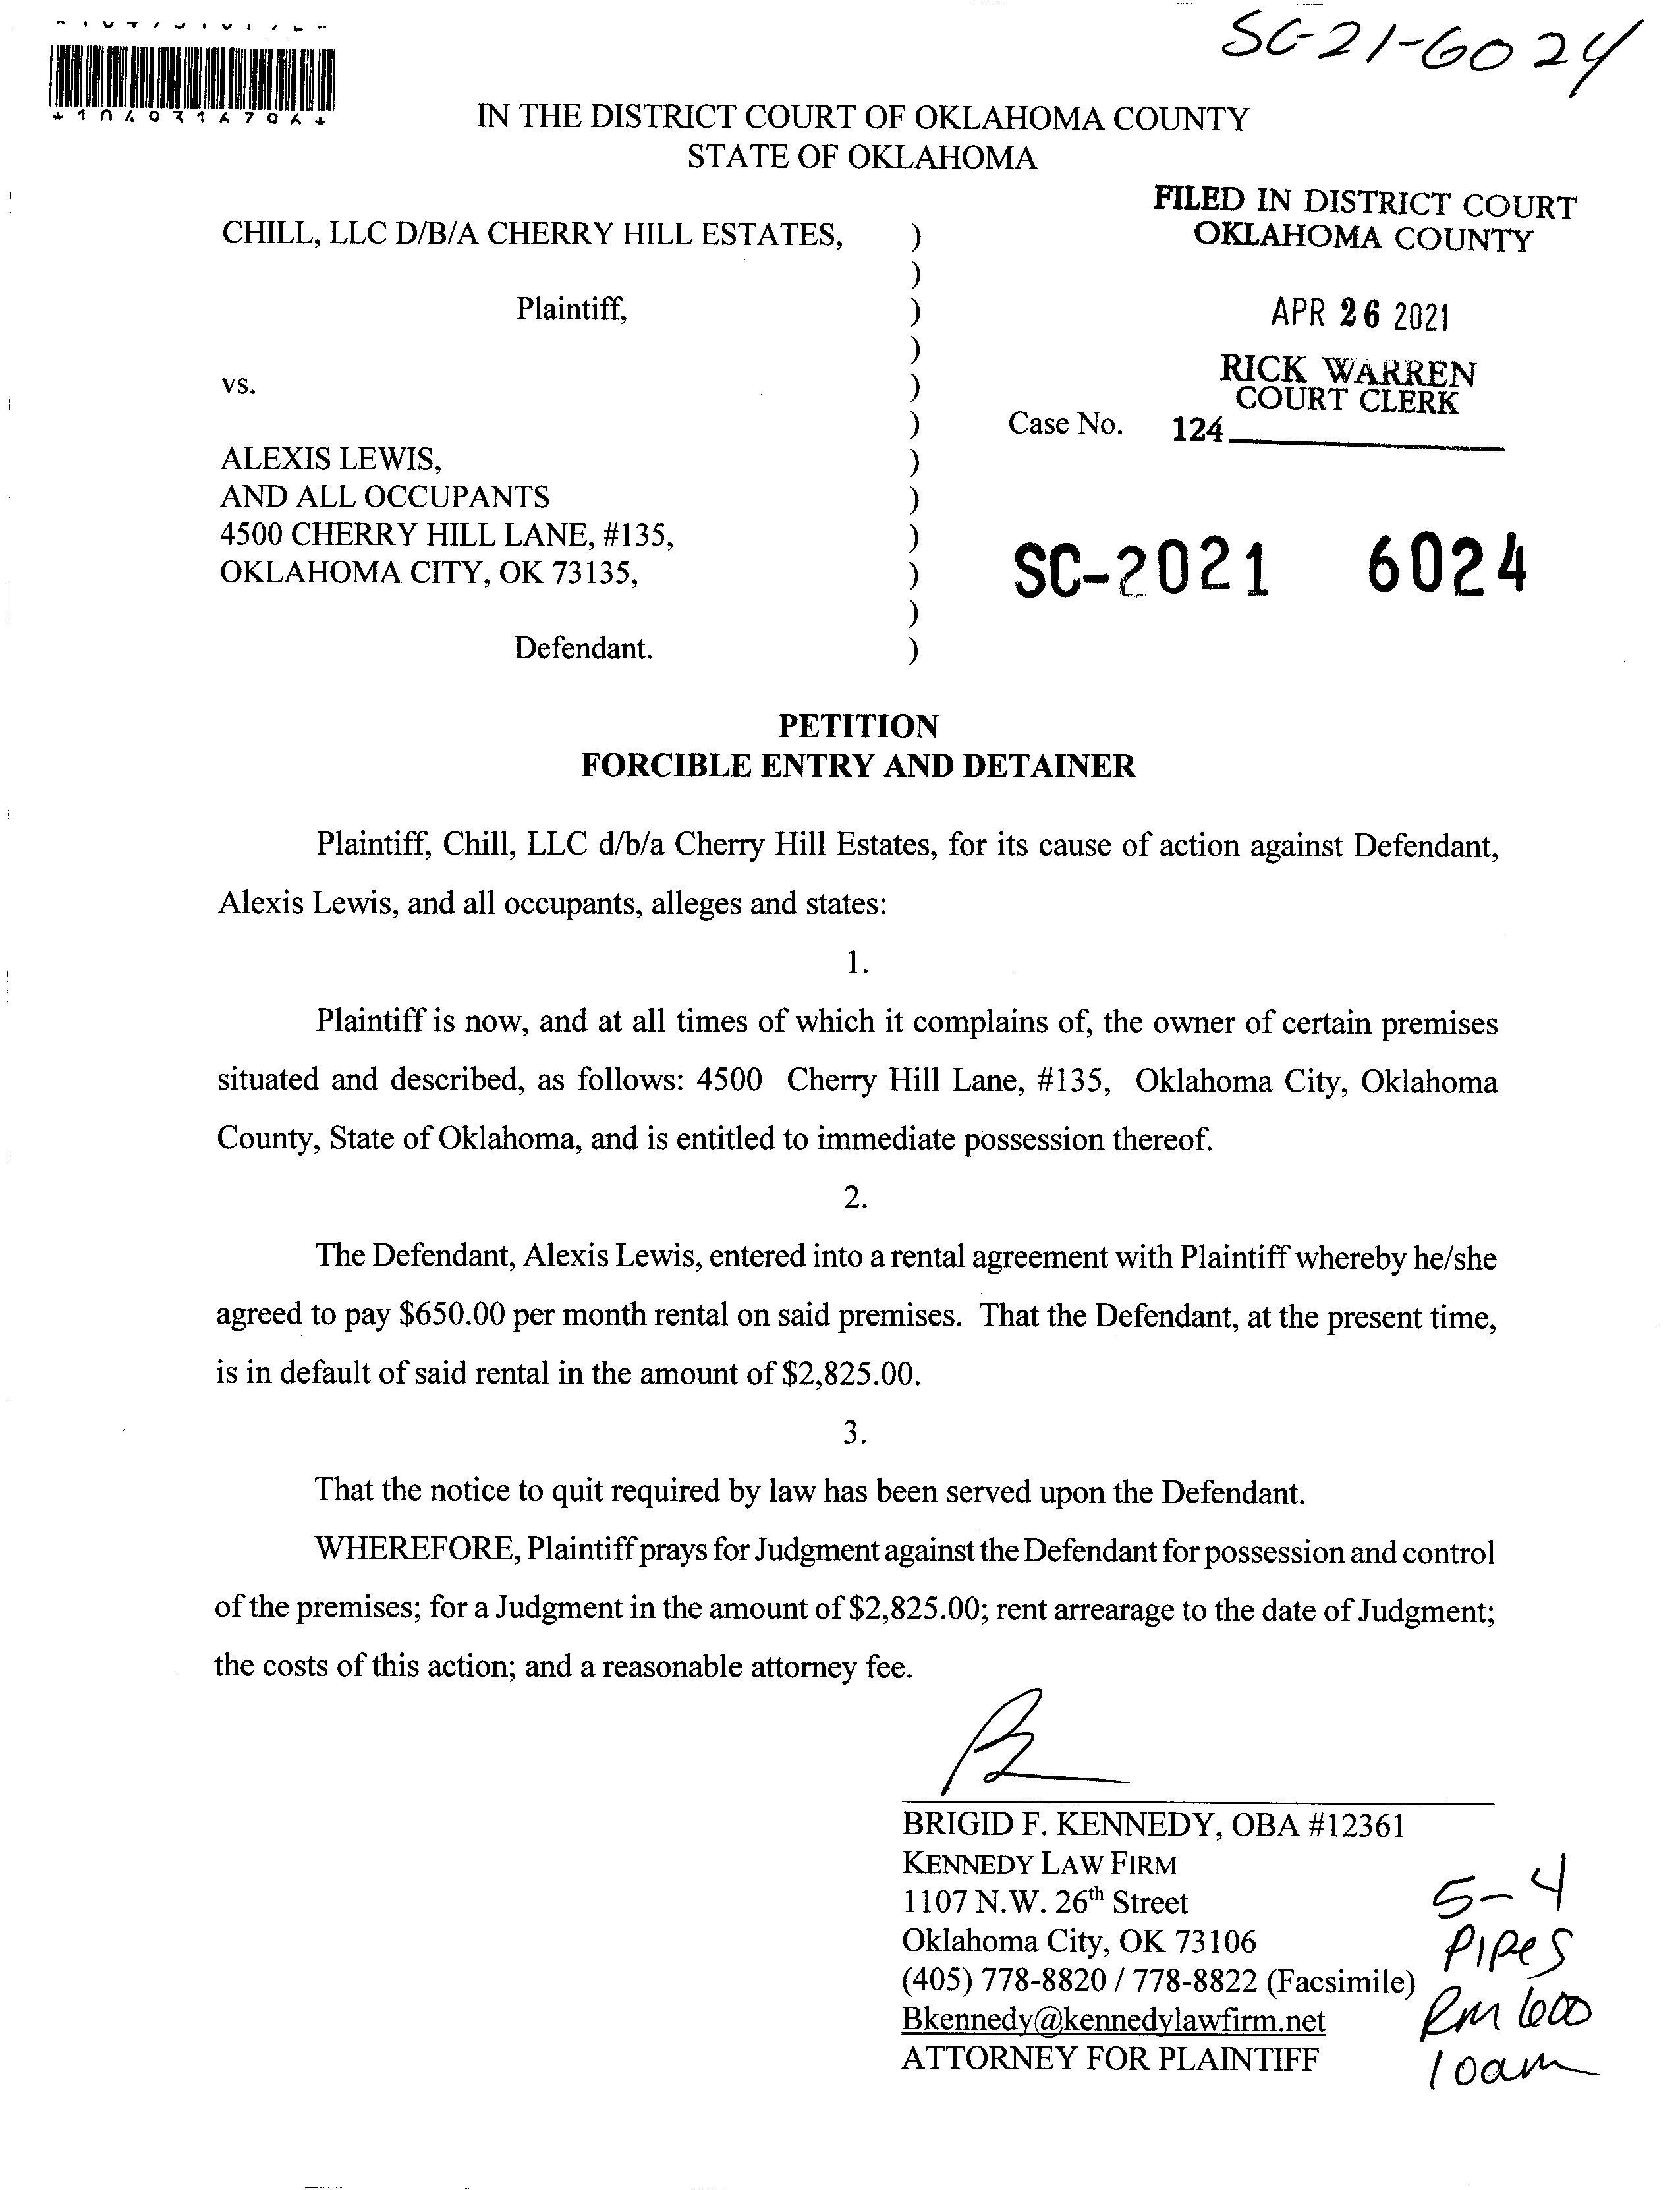 SC-21-6024
IN THE DISTRICT COURT OF OKLAHOMA COUNTY
STATE OF OKLAHOMA
FILED IN DISTRICT COURT
OKLAHOMA COUNTY
CHILL, LLC D/B/A CHERRY HILL ESTATES, )
)
Plaintiff, )
APR 26 2021
)
RICK WARREN
COURT CLERK
vs. )
) Case No. 124
ALEXIS LEWIS, )
AND ALL OCCUPANTS )
4500 CHERRY HILL LANE, #135, )
OKLAHOMA CITY, OK 73135, )
SC-2021 6024
)
Defendant. )
PETITION
FORCIBLE ENTRY AND DETAINER
Plaintiff, Chill, LLC d/b/a Cherry Hill Estates, for its cause of action against Defendant,
Alexis Lewis, and all occupants, alleges and states:
1.
Plaintiff is now, and at all times of which it complains of, the owner of certain premises
situated and described, as follows: 4500 Cherry Hill Lane, #135, Oklahoma City, Oklahoma
County, State of Oklahoma, and is entitled to immediate possession thereof.
2.
The Defendant, Alexis Lewis, entered into a rental agreement with Plaintiff whereby he/she
agreed to pay $650.00 per month rental on said premises. That the Defendant, at the present time,
is in default of said rental in the amount of $2,825.00.
3.
That the notice to quit required by law has been served upon the Defendant.
WHEREFORE, Plaintiff prays for Judgment against the Defendant for possession and control
of the premises; for a Judgment in the amount of $2,825.00; rent arrearage to the date of Judgment;
the costs of this action; and a reasonable attorney fee.
BRIGID F. KENNEDY, OBA #12361
KENNEDY LAW FIRM
1107 N.W. 26th Street
Oklahoma City, OK 73106
(405) 778-8820 / 778-8822 (Facsimile)
Bkennedy@kennedylawfirm.net
ATTORNEY FOR PLAINTIFF
5-4
Pipes
Rm 600
10am